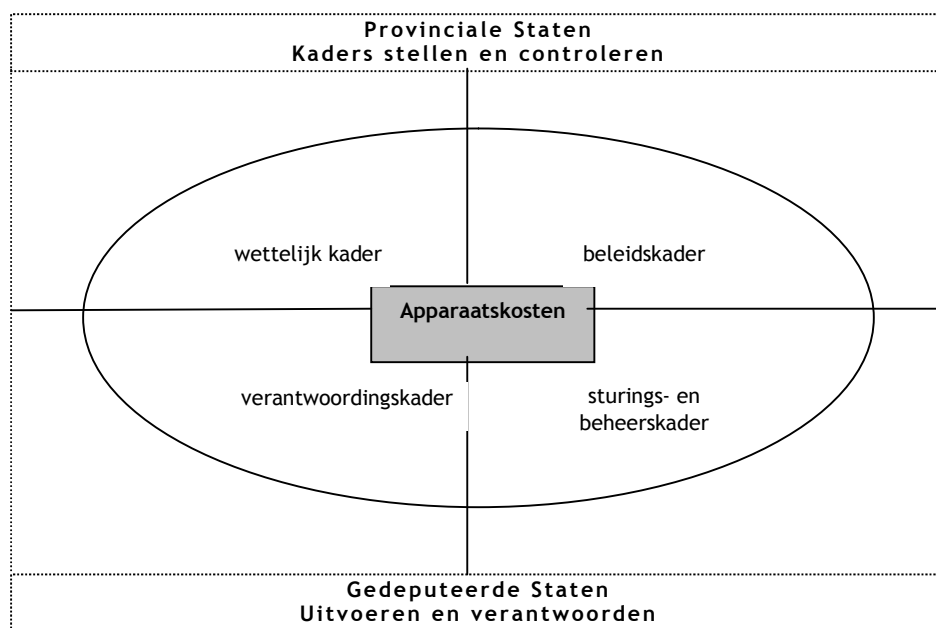 Provinciale Staten
Kaders stellen en controleren
wettelijk kader
beleidskader
Apparaatskosten
verantwoordingskader
sturings- en
beheerskader
Gedeputeerde Staten
Uitvoeren en verantwoorden